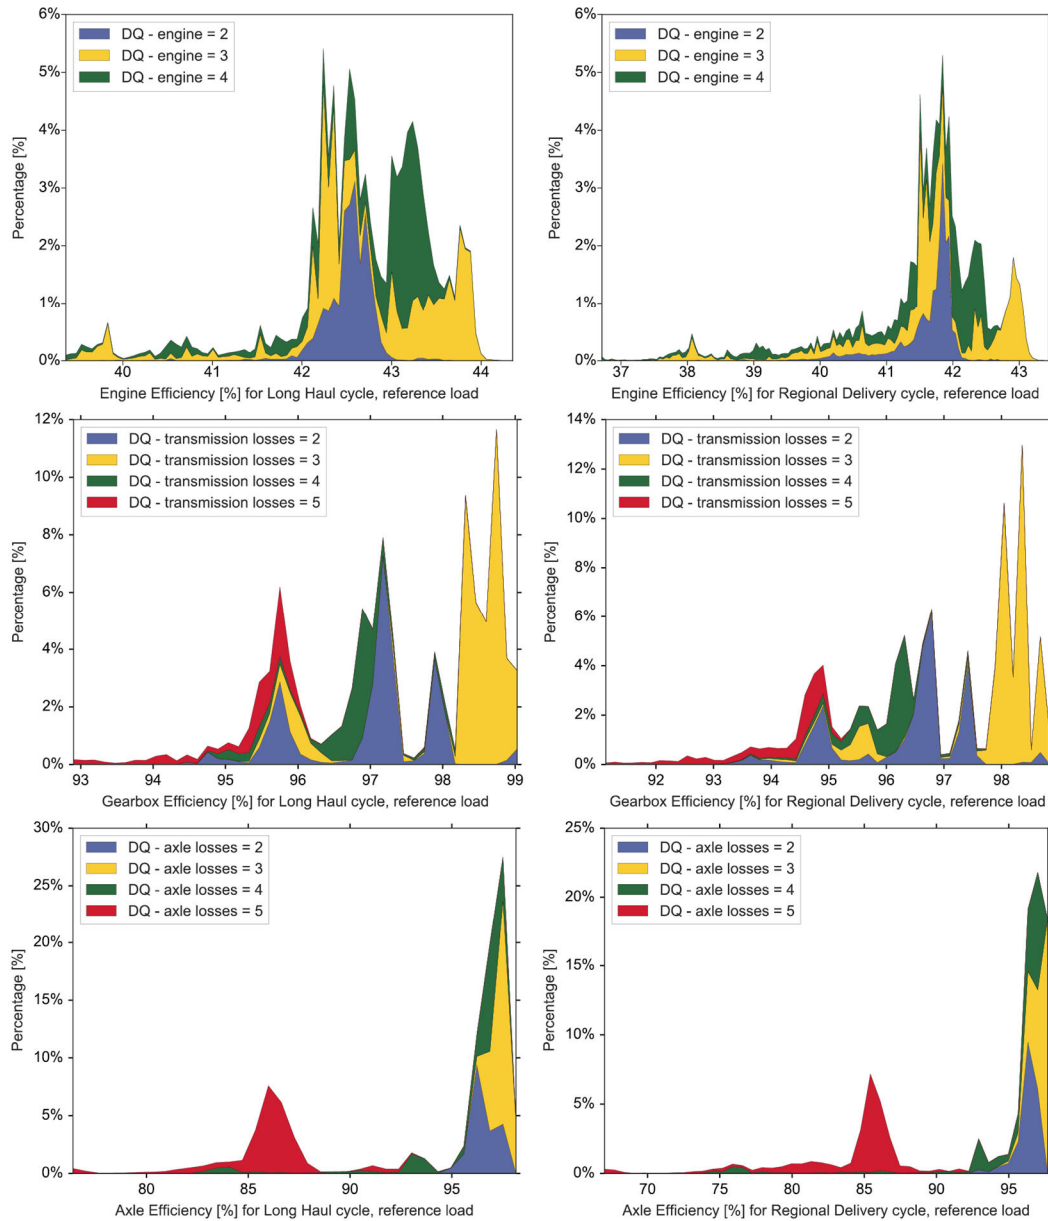 6%
5%
4%
3%
2%
1%
0%
Percentage [%]
DQ - engine = 2
DQ - engine = 3
DQ - engine = 4
40
41
42
43
44
Engine Efficiency [%] for Long Haul cycle, reference load
6%
5%
4%
3%
2%
1%
0%
Percentage [%]
DQ - engine = 2
DQ - engine = 3
DQ - engine = 4
37
38
39
40
41
42
43
Engine Efficiency [%] for Regional Delivery cycle, reference load
12%
10%
8%
6%
4%
2%
0%
Percentage [%]
DQ - transmission losses = 2
DQ - transmission losses = 3
DQ - transmission losses = 4
DQ - transmission losses = 5
93
94
95
96
97
98
99
Gearbox Efficiency [%] for Long Haul cycle, reference load
14%
12%
10%
8%
6%
4%
2%
0%
Percentage [%]
DQ - transmission losses = 2
DQ - transmission losses = 3
DQ - transmission losses = 4
DQ - transmission losses = 5
92
93
94
95
96
97
98
Gearbox Efficiency [%] for Regional Delivery cycle, reference load
30%
25%
20%
15%
10%
5%
0%
Percentage [%]
DQ - axle losses = 2
DQ - axle losses = 3
DQ - axle losses = 4
DQ - axle losses = 5
80
85
90
95
Axle Efficiency [%] for Long Haul cycle, reference load
25%
20%
15%
10%
5%
0%
Percentage [%]
DQ - axle losses = 2
DQ - axle losses = 3
DQ - axle losses = 4
DQ - axle losses = 5
70
75
80
85
90
95
Axle Efficiency [%] for Regional Delivery cycle, reference load